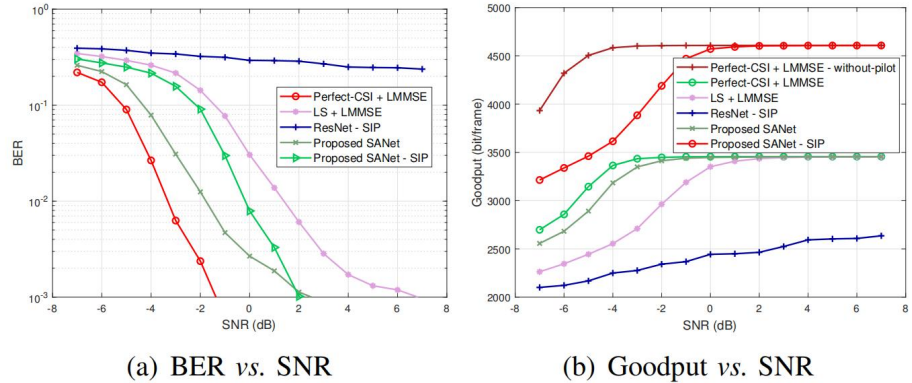 10^0
10^-1
10^-2
10^-3
BER
-8 -6 -4 -2 0 2 4 6 8
SNR (dB)
Perfect-CSI + LMMSE
LS + LMMSE
ResNet - SIP
Proposed SANet
Proposed SANet - SIP
(a) BER vs. SNR
5000
4500
4000
3500
3000
2500
2000
Goodput (bit/frame)
-8 -6 -4 -2 0 2 4 6 8
SNR (dB)
Perfect-CSI + LMMSE - without-pilot
Perfect-CSI + LMMSE
LS + LMMSE
ResNet - SIP
Proposed SANet
Proposed SANet - SIP
(b) Goodput vs. SNR